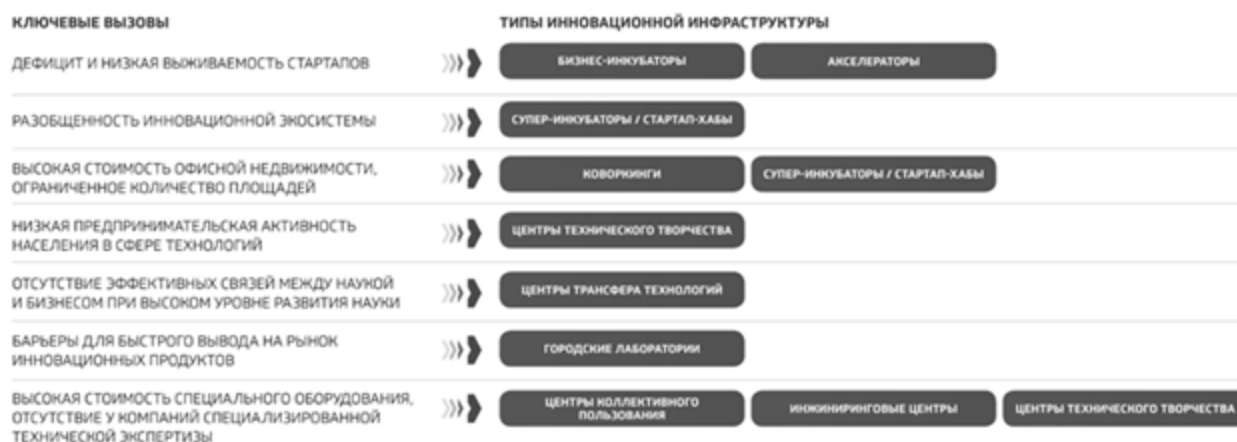 КЛЮЧЕВЫЕ ВЫЗОВЫ
ТИПЫ ИННОВАЦИОННОЙ ИНФРАСТРУКТУРЫ
ДЕФИЦИТ И НИЗКАЯ ВЫЖИВАЕМОСТЬ СТАРТАПОВ
БИЗНЕС-ИНКУБАТОРЫ
АКСЕЛЕРАТОРЫ
РАЗОБЩЕННОСТЬ ИННОВАЦИОННОЙ ЭКОСИСТЕМЫ
СУПЕР-ИНКУБАТОРЫ / СТАРТАП-ХАБЫ
ВЫСОКАЯ СТОИМОСТЬ ОФИСНОЙ НЕДВИЖИМОСТИ,
ОГРАНИЧЕННОЕ КОЛИЧЕСТВО ПЛОЩАДЕЙ
КОВОРКИНГИ
СУПЕР-ИНКУБАТОРЫ / СТАРТАП-ХАБЫ
НИЗКАЯ ПРЕДПРИНИМАТЕЛЬСКАЯ АКТИВНОСТЬ
НАСЕЛЕНИЯ В СФЕРЕ ТЕХНОЛОГИЙ
ЦЕНТРЫ ТЕХНИЧЕСКОГО ТВОРЧЕСТВА
ОТСУТСТВИЕ ЭФФЕКТИВНЫХ СВЯЗЕЙ МЕЖДУ НАУКОЙ
И БИЗНЕСОМ ПРИ ВЫСОКОМ УРОВНЕ РАЗВИТИЯ НАУКИ
ЦЕНТРЫ ТРАНСФЕРА ТЕХНОЛОГИЙ
БАРЬЕРЫ ДЛЯ БЫСТРОГО ВЫВОДА НА РЫНОК
ИННОВАЦИОННЫХ ПРОДУКТОВ
ГОРОДСКИЕ ЛАБОРАТОРИИ
ВЫСОКАЯ СТОИМОСТЬ СПЕЦИАЛЬНОГО ОБОРУДОВАНИЯ,
ОТСУТСТВИЕ У КОМПАНИЙ СПЕЦИАЛИЗИРОВАННОЙ
ТЕХНИЧЕСКОЙ ЭКСПЕРТИЗЫ
ЦЕНТРЫ КОЛЛЕКТИВНОГО
ПОЛЬЗОВАНИЯ
ИНЖИНИРИНГОВЫЕ ЦЕНТРЫ
ЦЕНТРЫ ТЕХНИЧЕСКОГО ТВОРЧЕСТВА